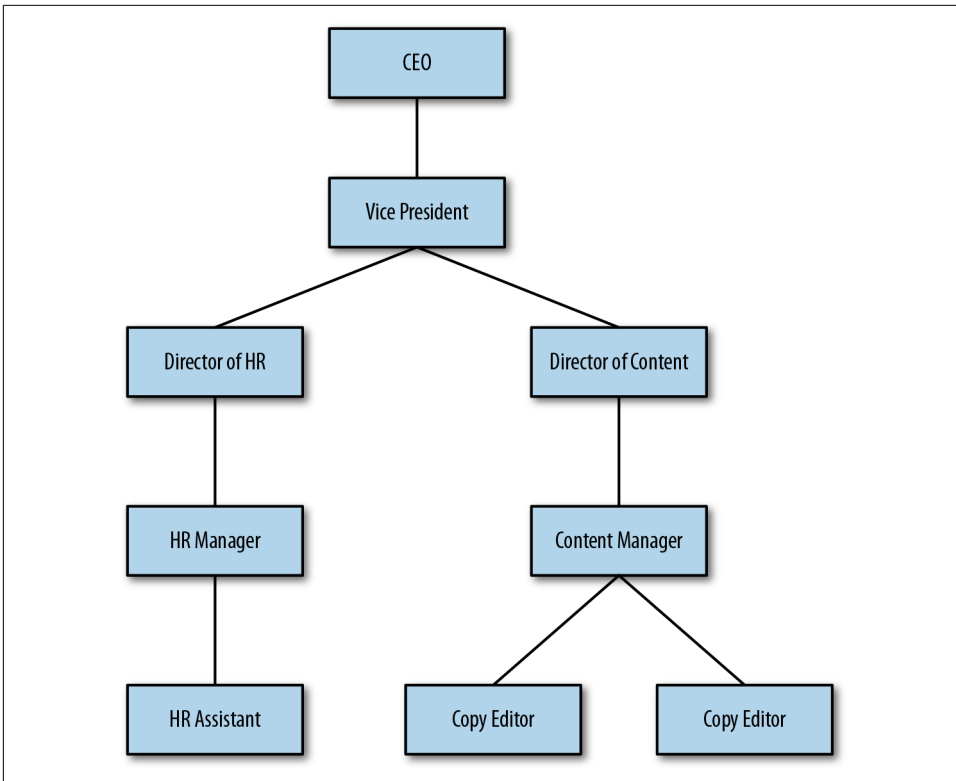 CEO
Vice President
Director of HR
Director of Content
HR Manager
Content Manager
HR Assistant
Copy Editor
Copy Editor